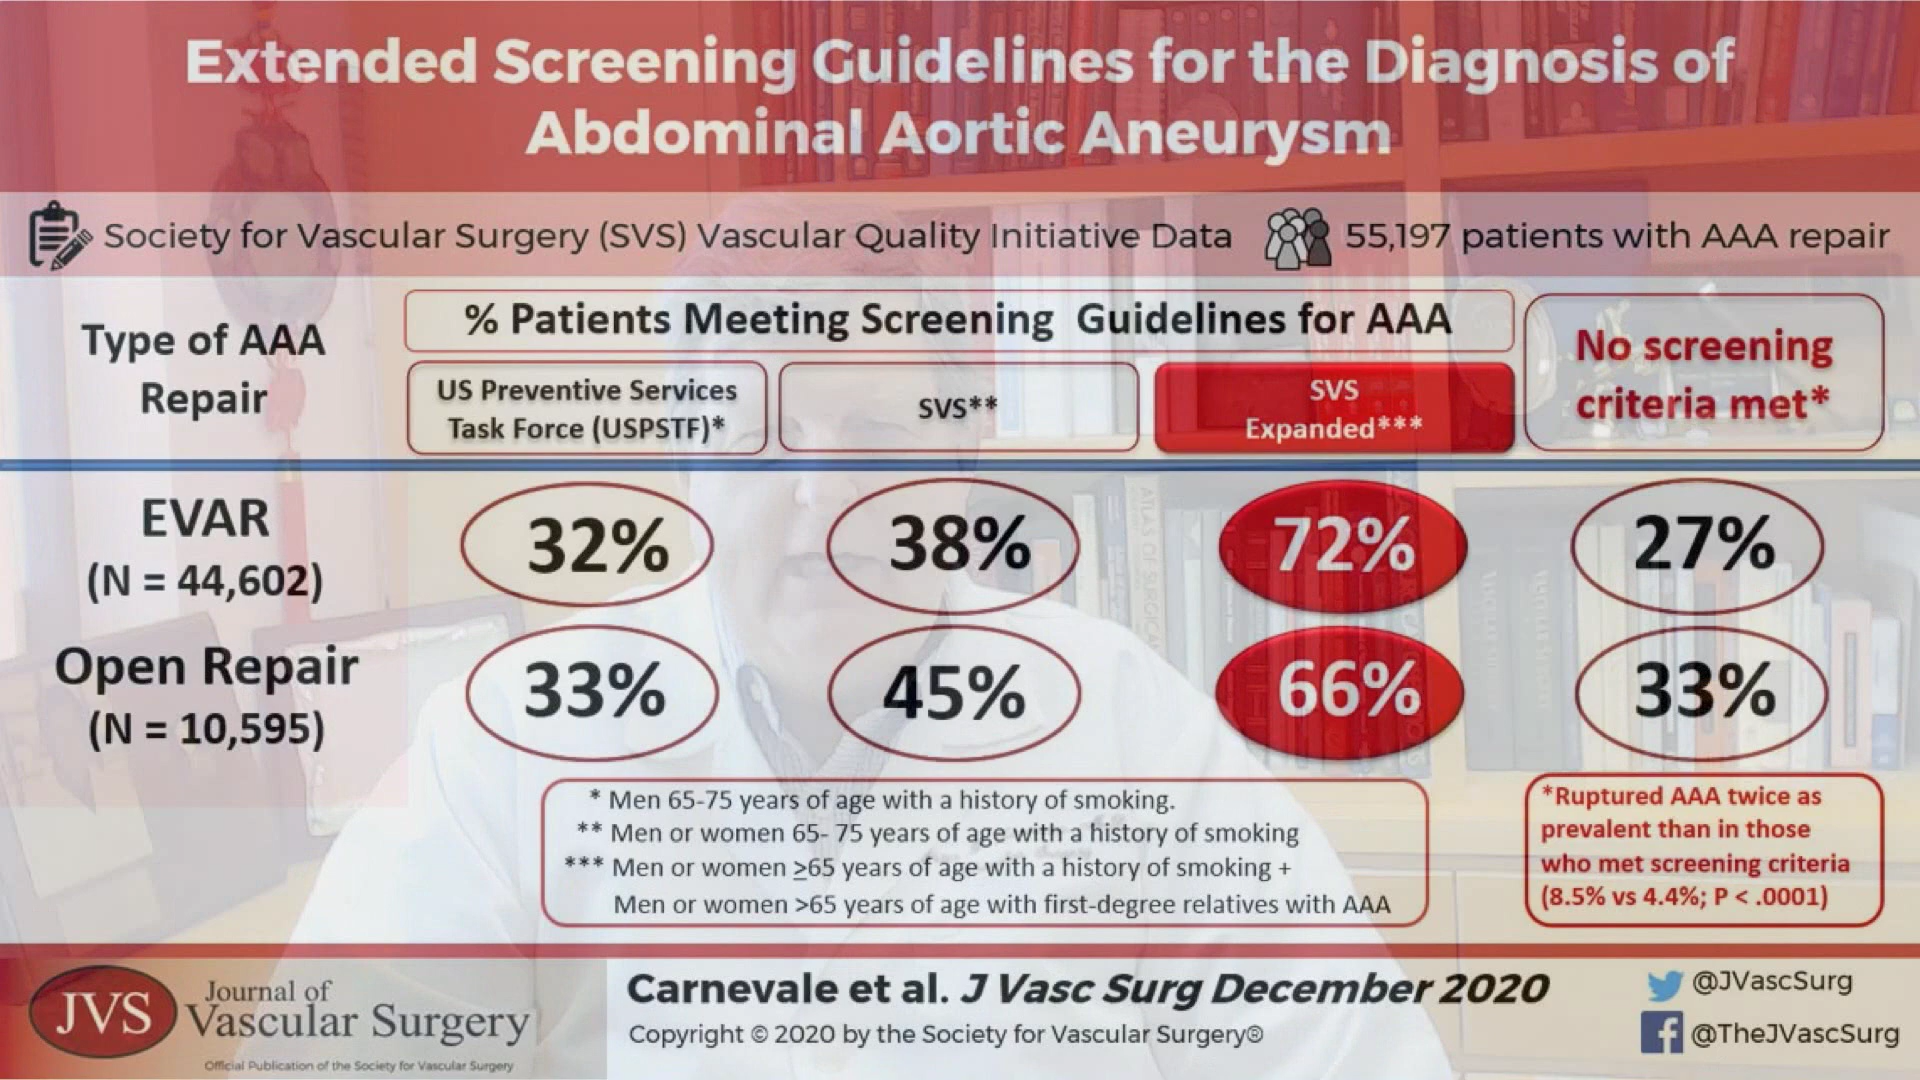 Extended Screening Guidelines for the Diagnosis of
Abdominal Aortic Aneurysm
Society for Vascular Surgery (SVS) Vascular Quality Initiative Data
55,197 patients with AAA repair
Type of AAA
Repair
% Patients Meeting Screening Guidelines for AAA
US Preventive Services
Task Force (USPSTF)*
SVS**
SVS
Expanded***
No screening
criteria met*
EVAR
(N = 44,602)
32%
38%
72%
27%
Open Repair
(N = 10,595)
33%
45%
66%
33%
* Men 65-75 years of age with a history of smoking.
** Men or women 65- 75 years of age with a history of smoking
*** Men or women ≥65 years of age with a history of smoking +
Men or women >65 years of age with first-degree relatives with AAA
*Ruptured AAA twice as
prevalent than in those
who met screening criteria
(8.5% vs 4.4%; P < .0001)
JVS
Journal of
Vascular Surgery
Official Publication of the Society for Vascular Surgery
Carnevale et al. J Vasc Surg December 2020
Copyright © 2020 by the Society for Vascular Surgery®
@JVascSurg
@TheJVascSurg